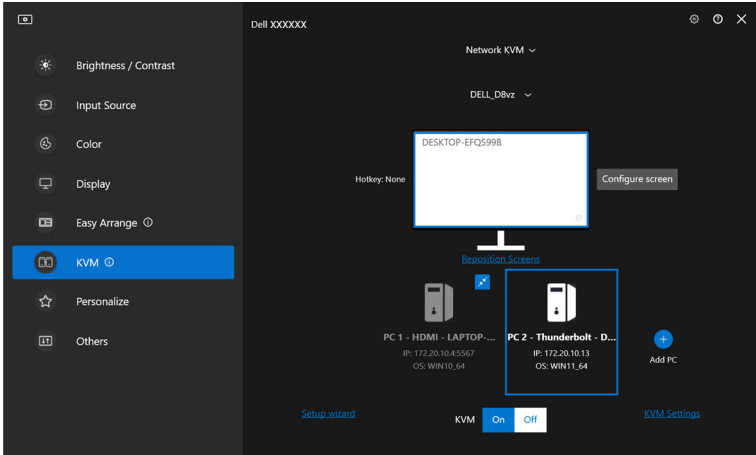 Dell XXXXXX
Brightness / Contrast
Input Source
Color
Display
Easy Arrange
KVM
Personalize
Others
Network KVM
DELL_D8vz
DESKTOP-EFQS99B
Hotkey: None
Configure screen
Reposition Screens
PC 1 - HDMI - LAPTOP-...
IP: 172.20.10.4:5567
OS: WIN10_64
PC 2 - Thunderbolt - D...
IP: 172.20.10.13
OS: WIN11_64
Add PC
Setup wizard
KVM On Off
KVM Settings